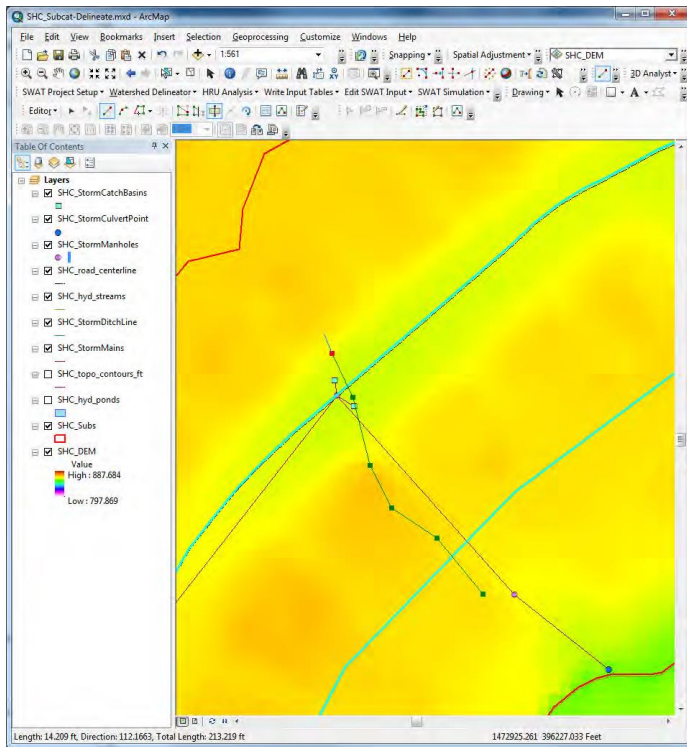 SHC_Subcat-Delineate.mxd - ArcMap
File Edit View Bookmarks Insert Selection Geoprocessing Customize Windows Help
1:561 Snapping Spatial Adjustment SHC_DEM
3D Analyst
SWAT Project Setup Watershed Delineator HRU Analysis Write Input Tables Edit SWAT Input SWAT Simulation Drawing A
Editor
Table Of Contents
Layers
SHC_StormCatchBasins
SHC_StormCulvertPoint
SHC_StormManholes
SHC_road_centerline
SHC_hyd_streams
SHC_StormDitchLine
SHC_StormMains
SHC_topo_contours_ft
SHC_hyd_ponds
SHC_Subs
SHC_DEM
Value
High : 887.684
Low : 797.869
Length: 14.209 ft, Direction: 112.1663, Total Length: 213.219 ft 1472925.261 396227.033 Feet